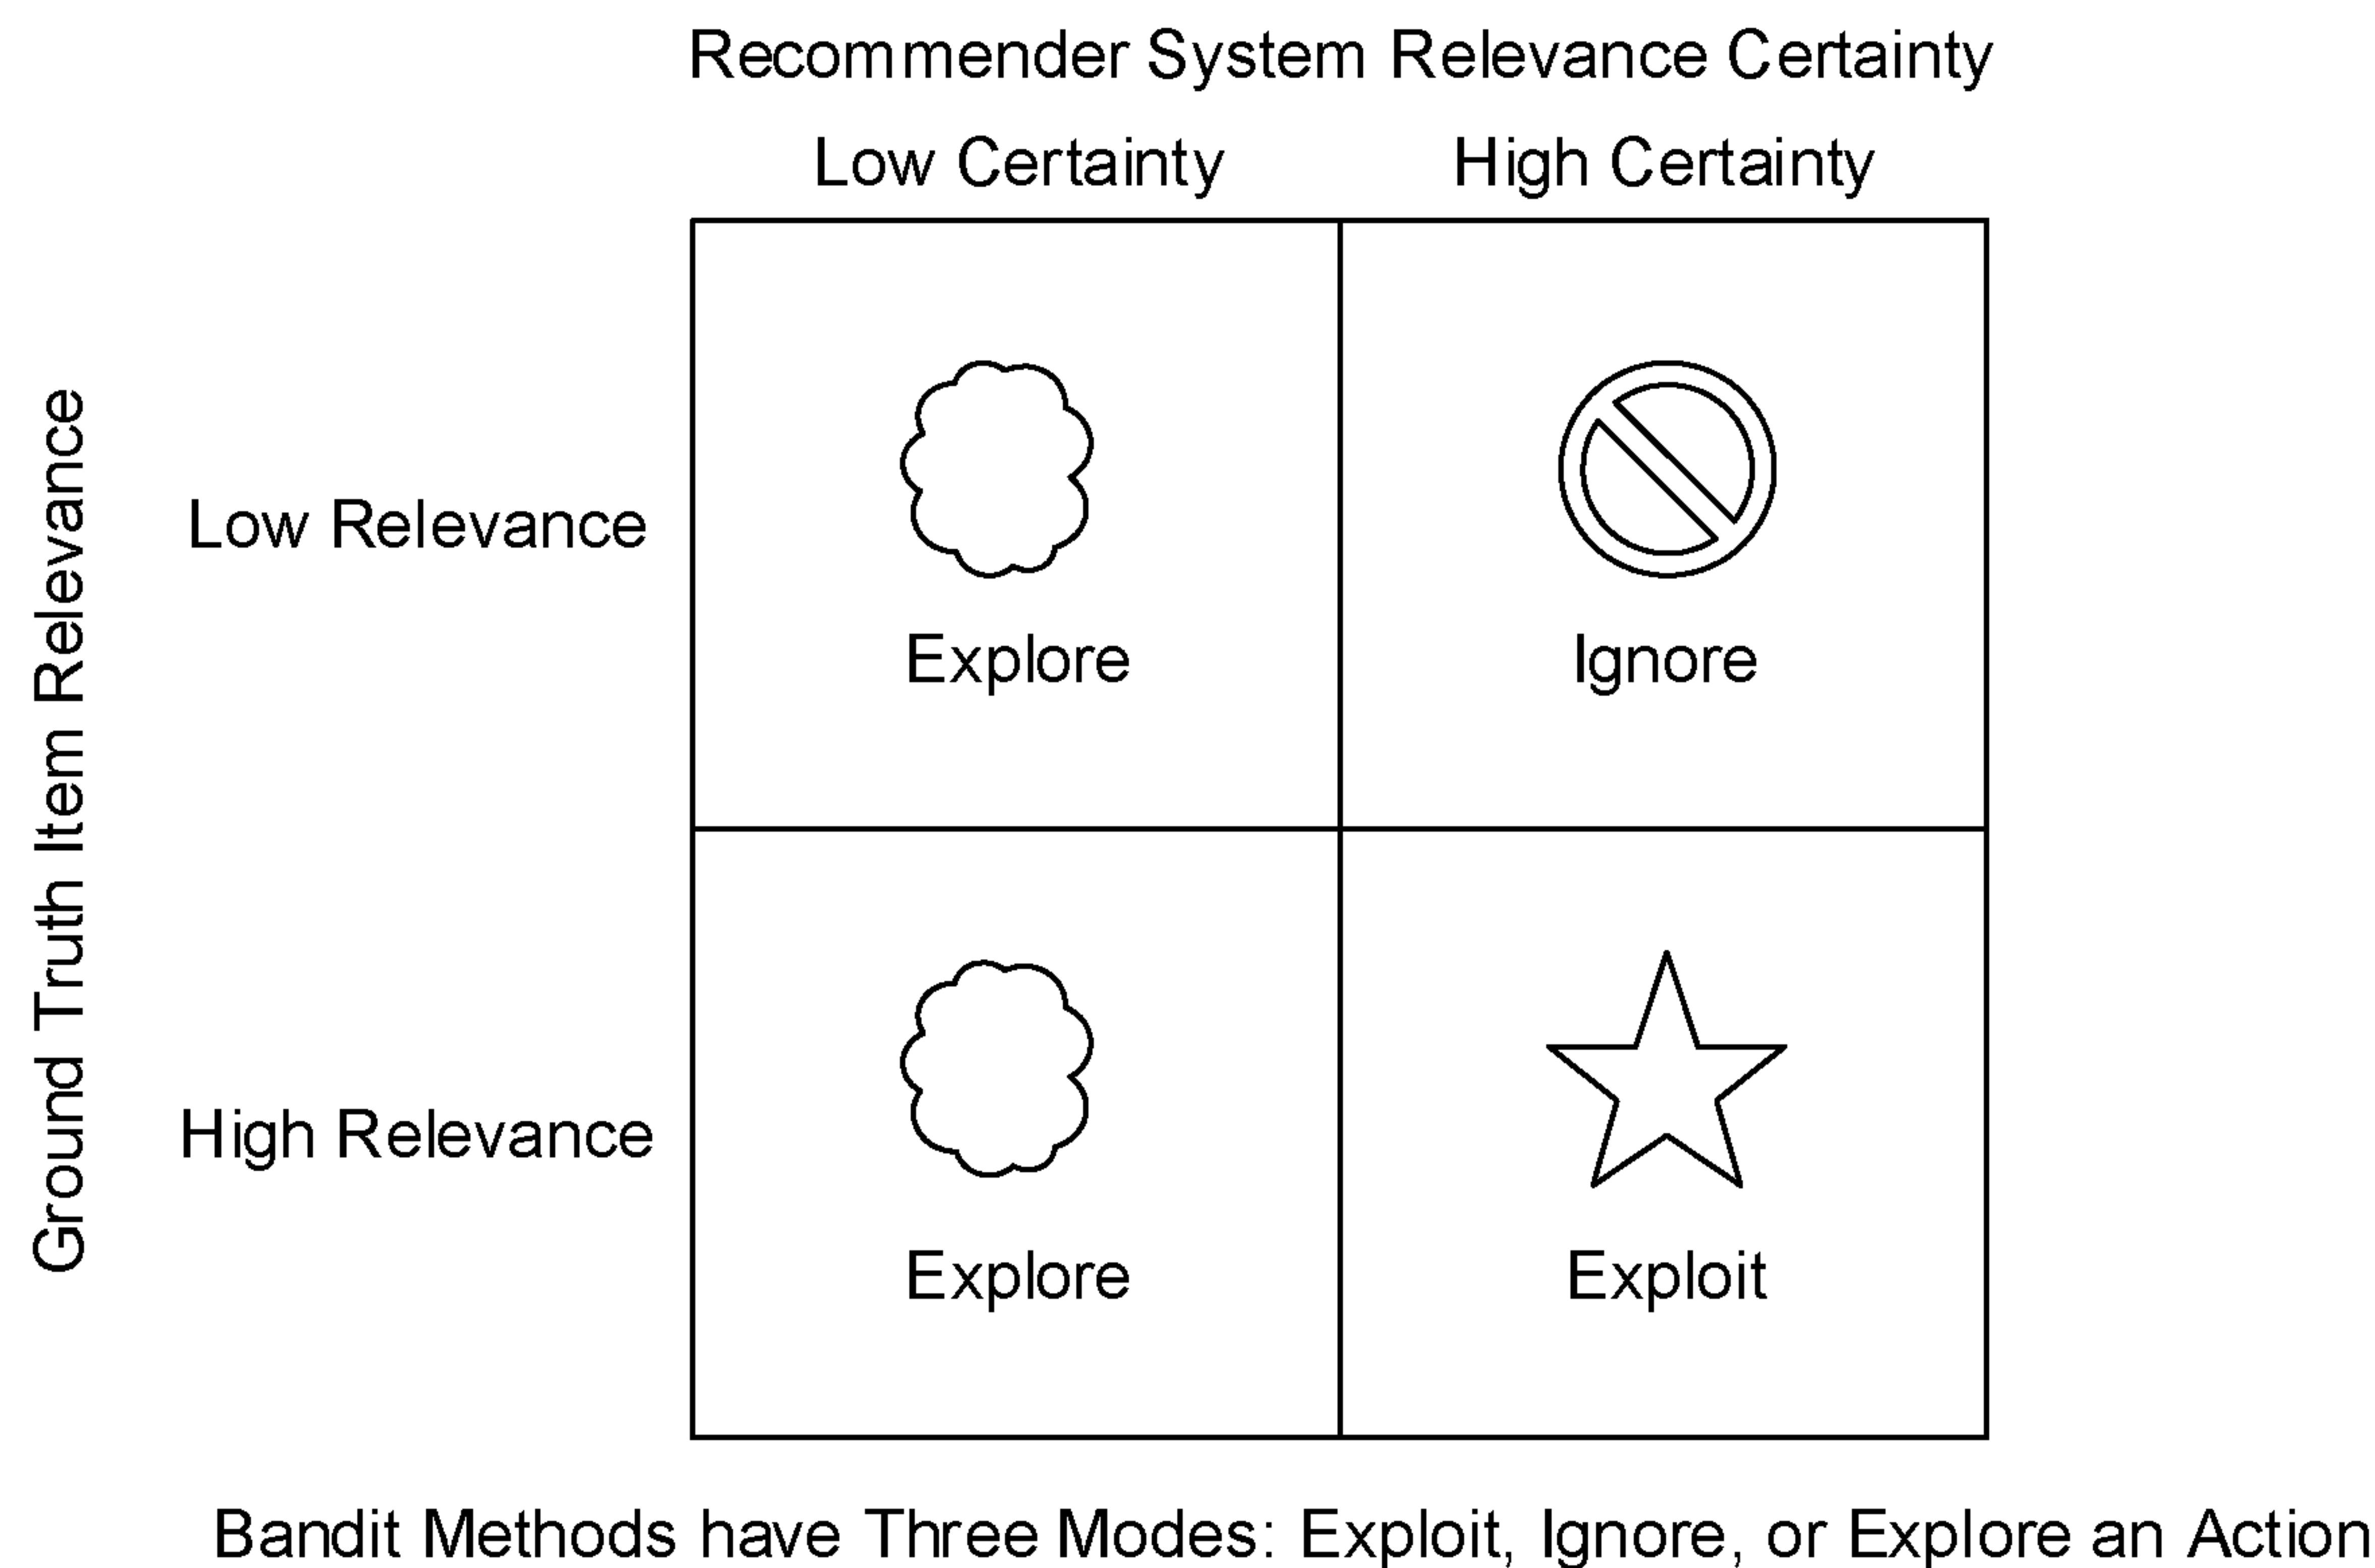 Recommender System Relevance Certainty
Low Certainty
High Certainty
Ground Truth Item Relevance
Low Relevance
Explore
Ignore
High Relevance
Explore
Exploit
Bandit Methods have Three Modes: Exploit, Ignore, or Explore an Action